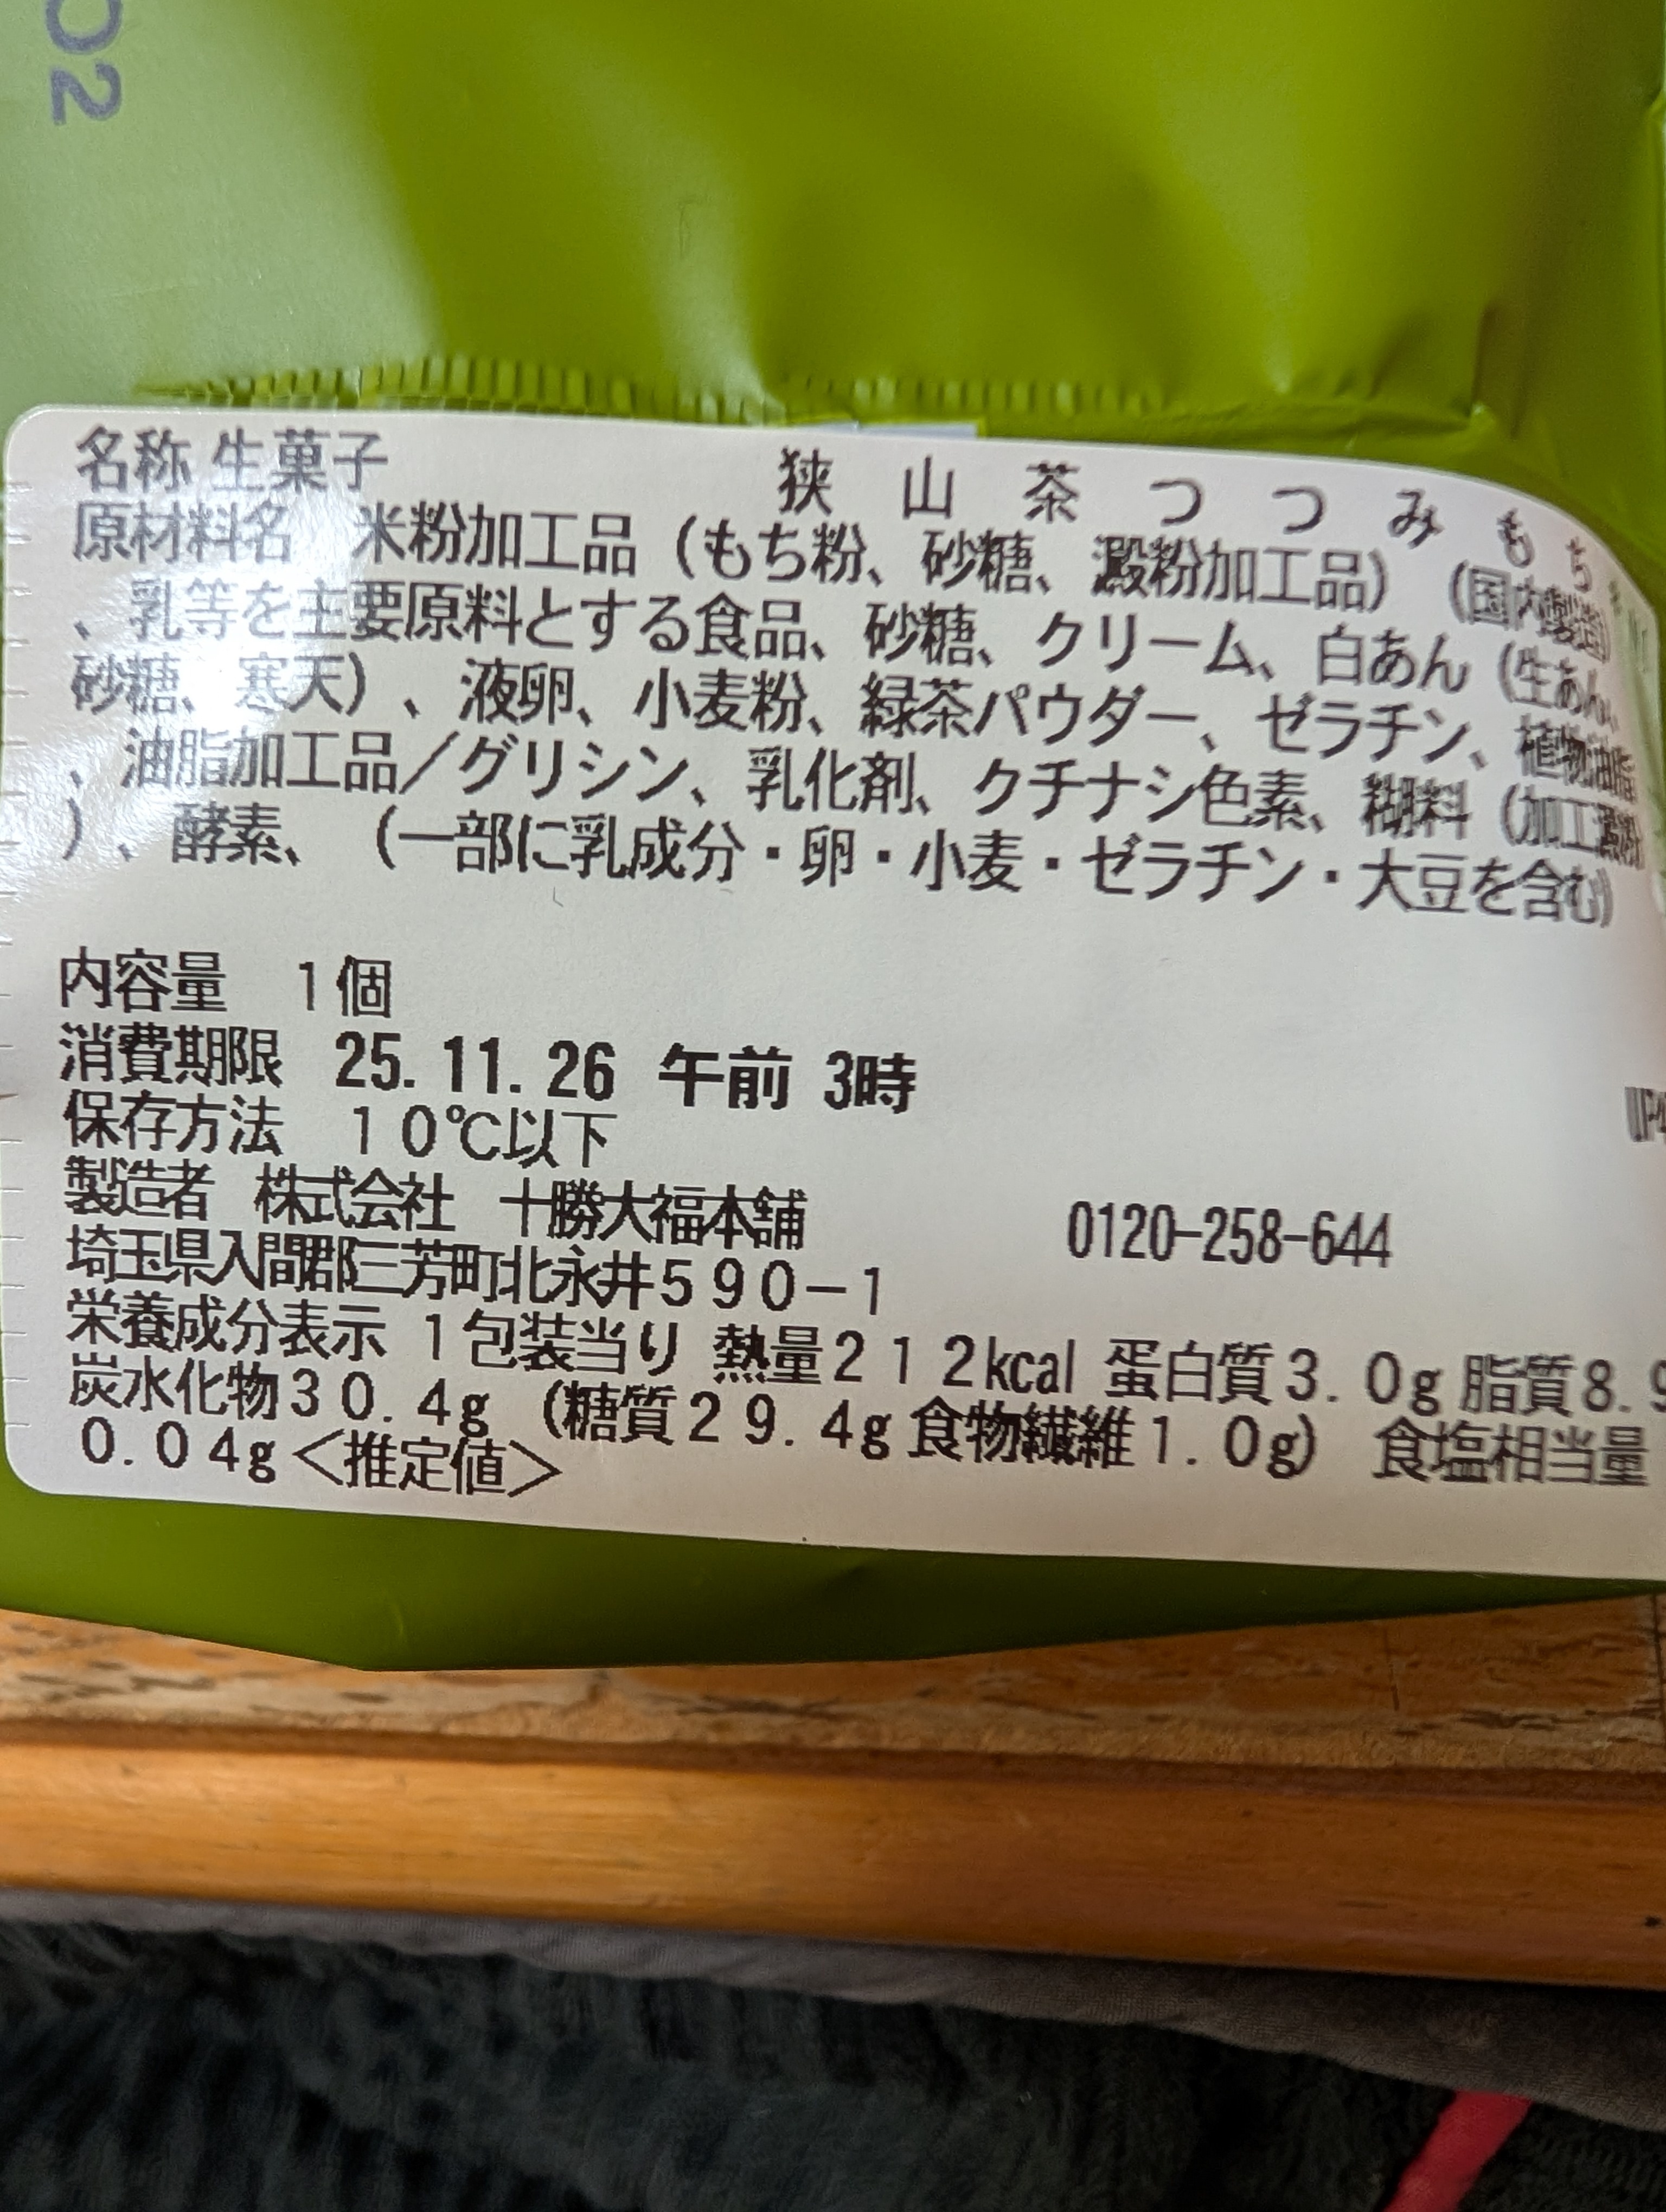 02
名称 生菓子
狭山茶つつみもち
原材料名 米粉加工品（もち粉、砂糖、澱粉加工品）（国内製造）
、乳等を主要原料とする食品、砂糖、クリーム、白あん（生あん、
砂糖、寒天）、液卵、小麦粉、緑茶パウダー、ゼラチン、植物油脂
、油脂加工品／グリシン、乳化剤、クチナシ色素、糊料（加工澱粉
）、酵素、（一部に乳成分・卵・小麦・ゼラチン・大豆を含む）
内容量 1個
消費期限 25.11.26 午前 3時
保存方法 10℃以下
製造者 株式会社 十勝大福本舗 0120-258-644
埼玉県入間郡三芳町北永井590-1
栄養成分表示 1包装当り 熱量212kcal 蛋白質3.0g 脂質8.9
炭水化物30.4g（糖質29.4g 食物繊維1.0g） 食塩相当量
0.04g＜推定値＞